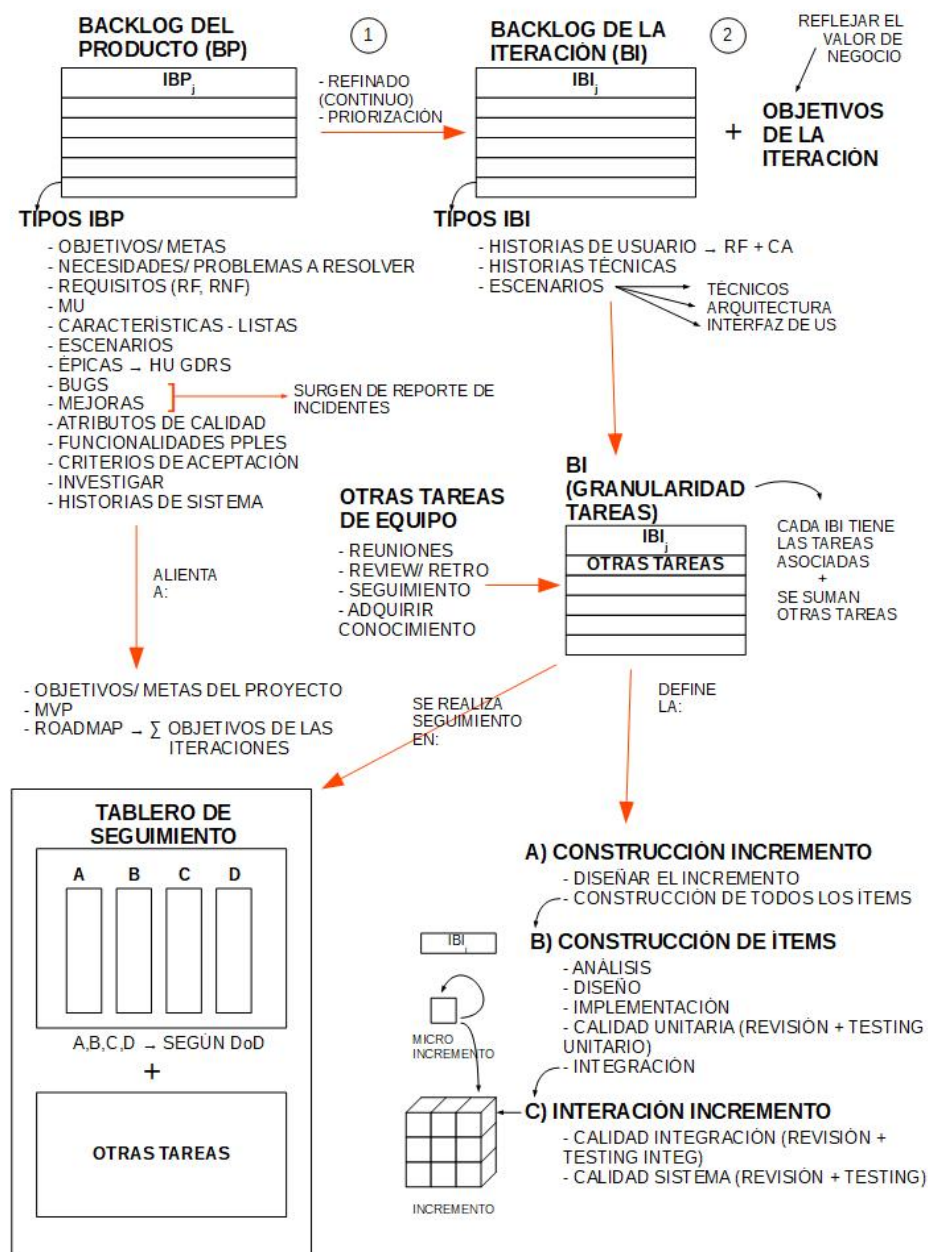 BACKLOG DEL
PRODUCTO (BP)
1
BACKLOG DE LA
ITERACIÓN (BI)
2
REFLEJAR EL
VALOR DE
NEGOCIO
IBPj
- REFINADO
(CONTINUO)
- PRIORIZACIÓN
IBIj
+
OBJETIVOS
DE LA
ITERACIÓN
TIPOS IBP
- OBJETIVOS/ METAS
- NECESIDADES/ PROBLEMAS A RESOLVER
- REQUISITOS (RF, RNF)
- MU
- CARACTERÍSTICAS - LISTAS
- ESCENARIOS
- ÉPICAS → HU GDRS
- BUGS
- MEJORAS
- ATRIBUTOS DE CALIDAD
- FUNCIONALIDADES PPLES
- CRITERIOS DE ACEPTACIÓN
- INVESTIGAR
- HISTORIAS DE SISTEMA
SURGEN DE REPORTE DE
INCIDENTES
TIPOS IBI
- HISTORIAS DE USUARIO → RF + CA
- HISTORIAS TÉCNICAS
- ESCENARIOS
TÉCNICOS
ARQUITECTURA
INTERFAZ DE US
ALIENTA
A:
- OBJETIVOS/ METAS DEL PROYECTO
- MVP
- ROADMAP → ∑ OBJETIVOS DE LAS
ITERACIONES
OTRAS TAREAS
DE EQUIPO
- REUNIONES
- REVIEW/ RETRO
- SEGUIMIENTO
- ADQUIRIR
CONOCIMIENTO
BI
(GRANULARIDAD
TAREAS)
IBIj
OTRAS TAREAS
CADA IBI TIENE
LAS TAREAS
ASOCIADAS
+
SE SUMAN
OTRAS TAREAS
SE REALIZA
SEGUIMIENTO
EN:
DEFINE
LA:
TABLERO DE
SEGUIMIENTO
A B C D
A,B,C,D → SEGÚN DoD
+
OTRAS TAREAS
A) CONSTRUCCIÓN INCREMENTO
- DISEÑAR EL INCREMENTO
- CONSTRUCCIÓN DE TODOS LOS ÍTEMS
IBIj
B) CONSTRUCCIÓN DE ÍTEMS
- ANÁLISIS
- DISEÑO
- IMPLEMENTACIÓN
- CALIDAD UNITARIA (REVISIÓN + TESTING
UNITARIO)
- INTEGRACIÓN
MICRO
INCREMENTO
C) INTERACIÓN INCREMENTO
- CALIDAD INTEGRACIÓN (REVISIÓN +
TESTING INTEG)
- CALIDAD SISTEMA (REVISIÓN + TESTING)
INCREMENTO